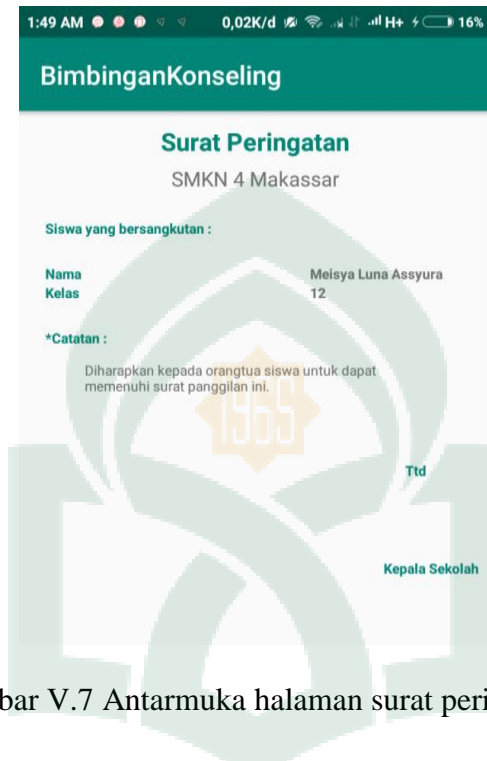 1:49 AM 0,02K/d H+ 16%
BimbinganKonseling
Surat Peringatan
SMKN 4 Makassar
Siswa yang bersangkutan :
Nama Meisya Luna Assyura
Kelas 12
*Catatan :
Diharapkan kepada orangtua siswa untuk dapat
memenuhi surat panggilan ini.
1965
Ttd
Kepala Sekolah
bar V.7 Antarmuka halaman surat peri